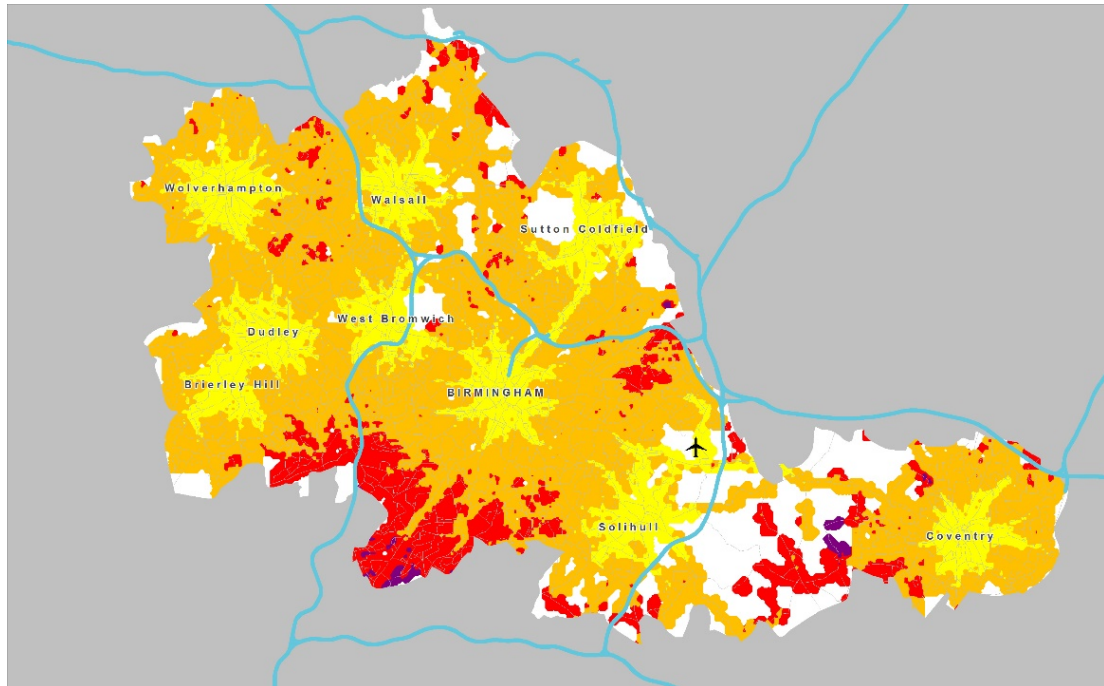 Wolverhampton
Walsall
Sutton Coldfield
West Bromwich
Dudley
Brierley Hill
BIRMINGHAM
Solihull
Coventry